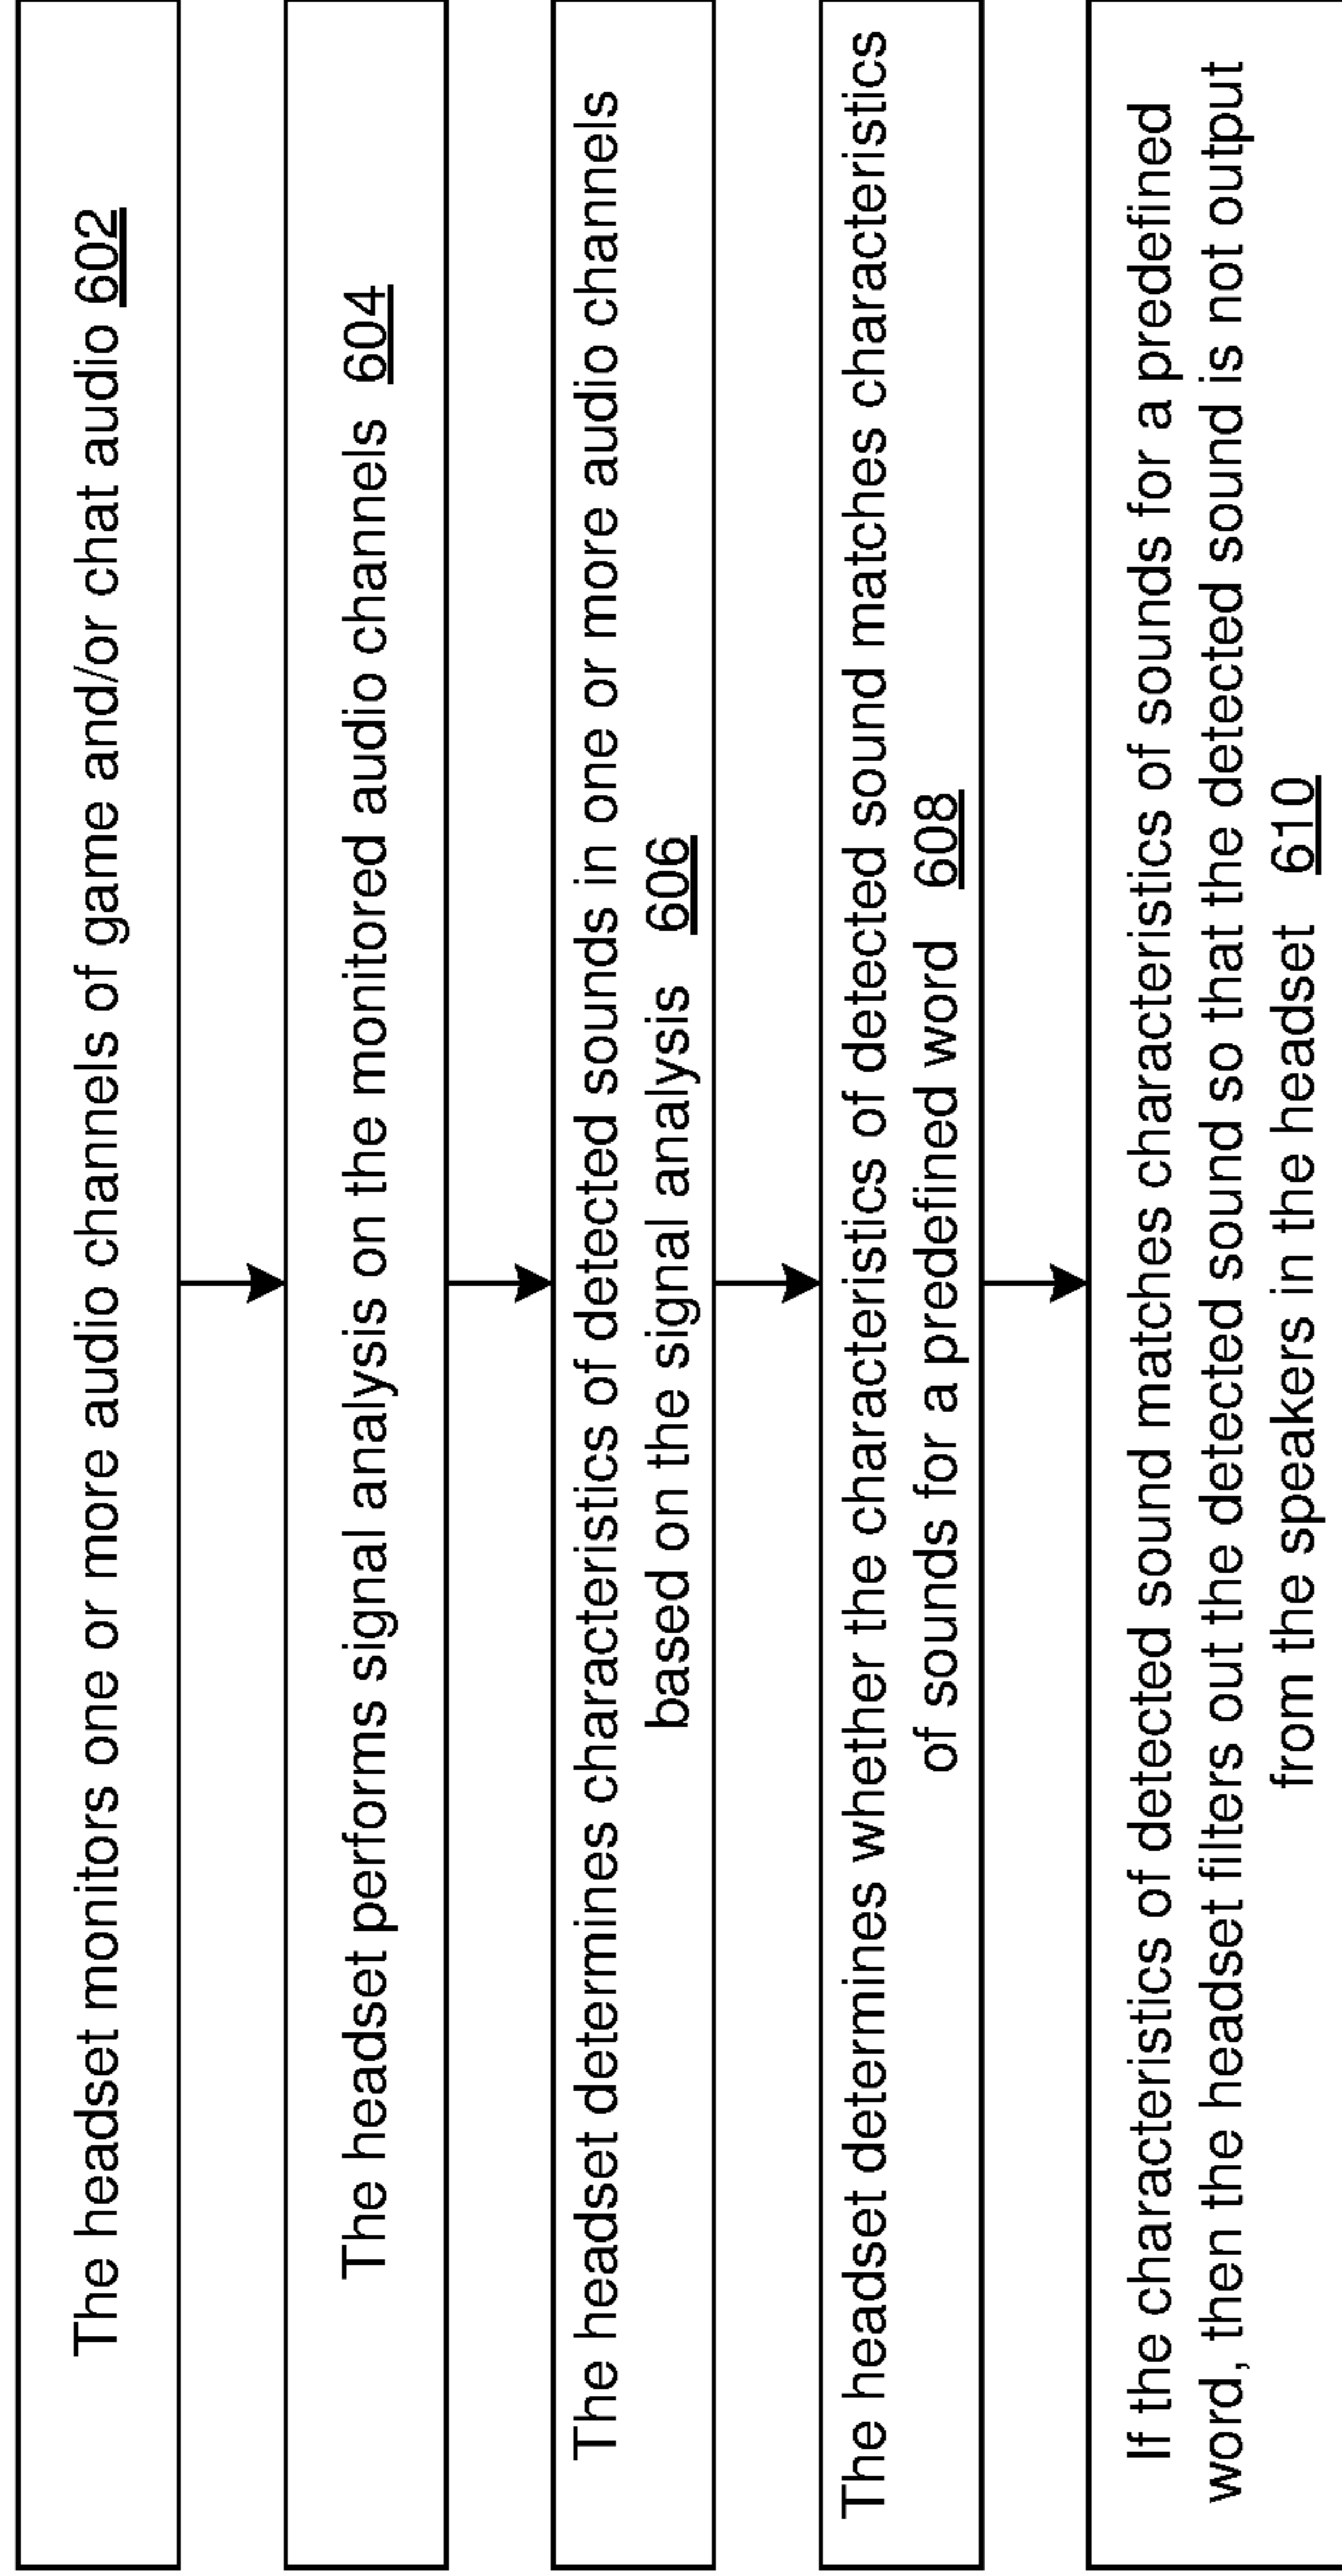 The headset monitors one or more audio channels of game and/or chat audio 602
The headset performs signal analysis on the monitored audio channels 604
The headset determines characteristics of detected sounds in one or more audio channels
based on the signal analysis 606
The headset determines whether the characteristics of detected sound matches characteristics
of sounds for a predefined word 608
If the characteristics of detected sound matches characteristics of sounds for a predefined
word, then the headset filters out the detected sound so that the detected sound is not output
from the speakers in the headset 610